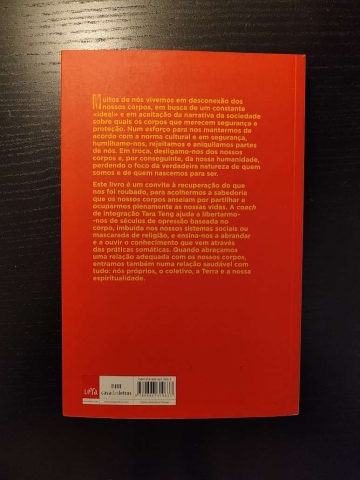 Muitos de nós vivemos em desconexão dos
nossos corpos, em busca de um constante
«ideal» e em aceitação da narrativa da sociedade
sobre quais os corpos que merecem segurança e
proteção. Num esforço para nos mantermos de
acordo com a norma cultural e em segurança,
humilhamo-nos, rejeitamos e aniquilamos partes
de nós. Em troca, desligamo-nos dos nossos
corpos e, por conseguinte, da nossa humanidade,
perdendo o foco da verdadeira natureza de quem
somos e de quem nascemos para ser.
Este livro é um convite à recuperação do que
nos foi roubado, para acolhermos a sabedoria
que os nossos corpos anseiam por partilhar e
ocuparmos plenamente as nossas vidas. A coach
de integração Tara Teng ajuda a libertarmo-
-nos de séculos de opressão baseada no
corpo, imbuída nos nossos sistemas sociais ou
mascarada de religião, e ensina-nos a abrandar
e a ouvir o conhecimento que vem através
das práticas somáticas. Quando abraçamos
uma relação adequada com os nossos corpos,
entramos também numa relação saudável com
tudo: nós próprios, o coletivo, a Terra e a nossa
espiritualidade.
LeYa
casa das letras